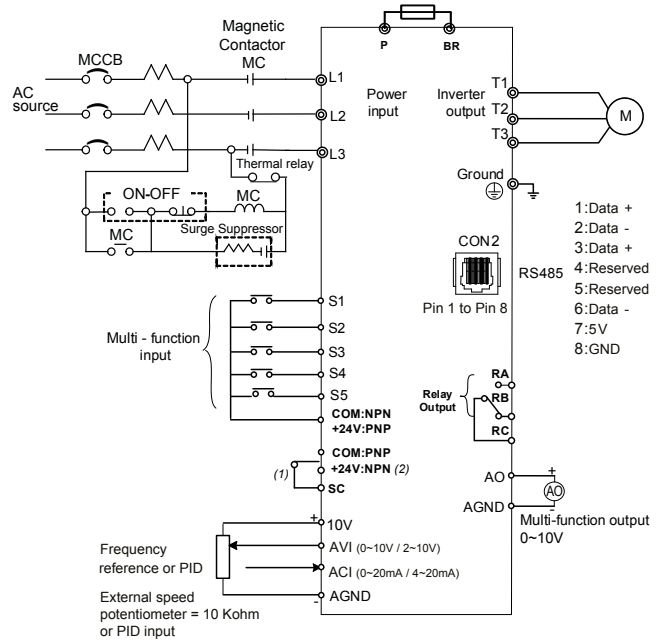 Magnetic
Contactor
MC
MCCB
AC
source
P
BR
L1
L2
L3
Power
input
Inverter
output
T1
T2
T3
M
Thermal relay
ON-OFF
MC
Surge Suppressor
MC
Ground
CON2
RS485
Pin 1 to Pin 8
1:Data +
2:Data -
3:Data +
4:Reserved
5:Reserved
6:Data -
7:5V
8:GND
Multi - function
input
S1
S2
S3
S4
S5
COM:NPN
+24V:PNP
COM:PNP
(1)
+24V:NPN (2)
SC
Relay
Output
RA
RB
RC
AO
+
AO
-
AGND
Multi-function output
0~10V
+
10V
AVI (0~10V / 2~10V)
ACI (0~20mA / 4~20mA)
-
AGND
Frequency
reference or PID
External speed
potentiometer = 10 Kohm
or PID input